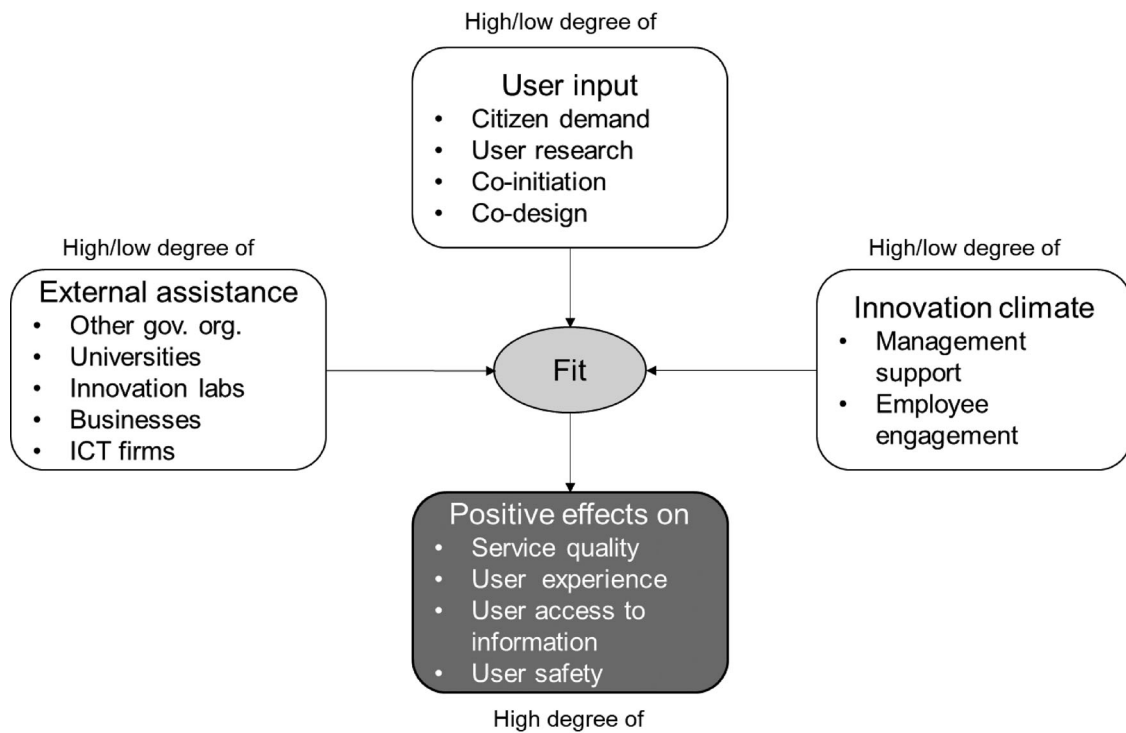 High/low degree of
User input
• Citizen demand
• User research
• Co-initiation
• Co-design
High/low degree of
External assistance
• Other gov. org.
• Universities
• Innovation labs
• Businesses
• ICT firms
High/low degree of
Innovation climate
• Management
support
• Employee
engagement
Fit
Positive effects on
• Service quality
• User experience
• User access to
information
• User safety
High degree of